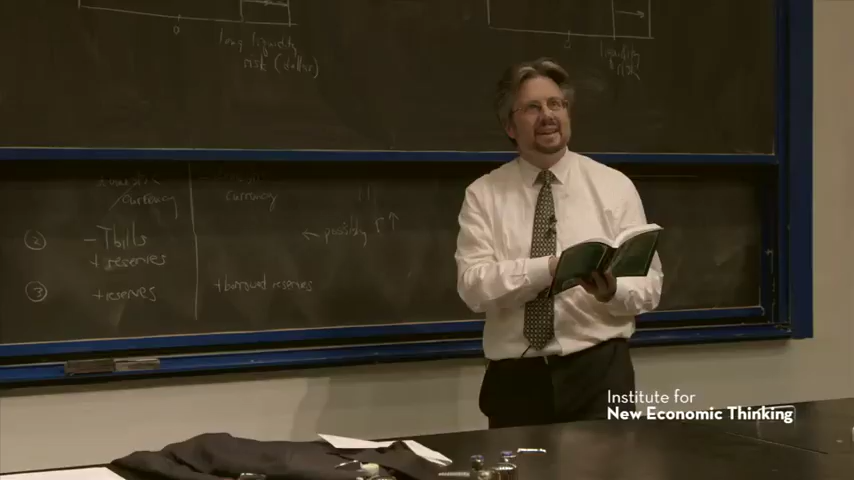 0
long liquidity
risk (dollar)
liquidity
risk
currency
currency
② – Tbills
+ reserves
← possibly r ↑
③ + reserves
+ borrowed reserves
Institute for
New Economic Thinking